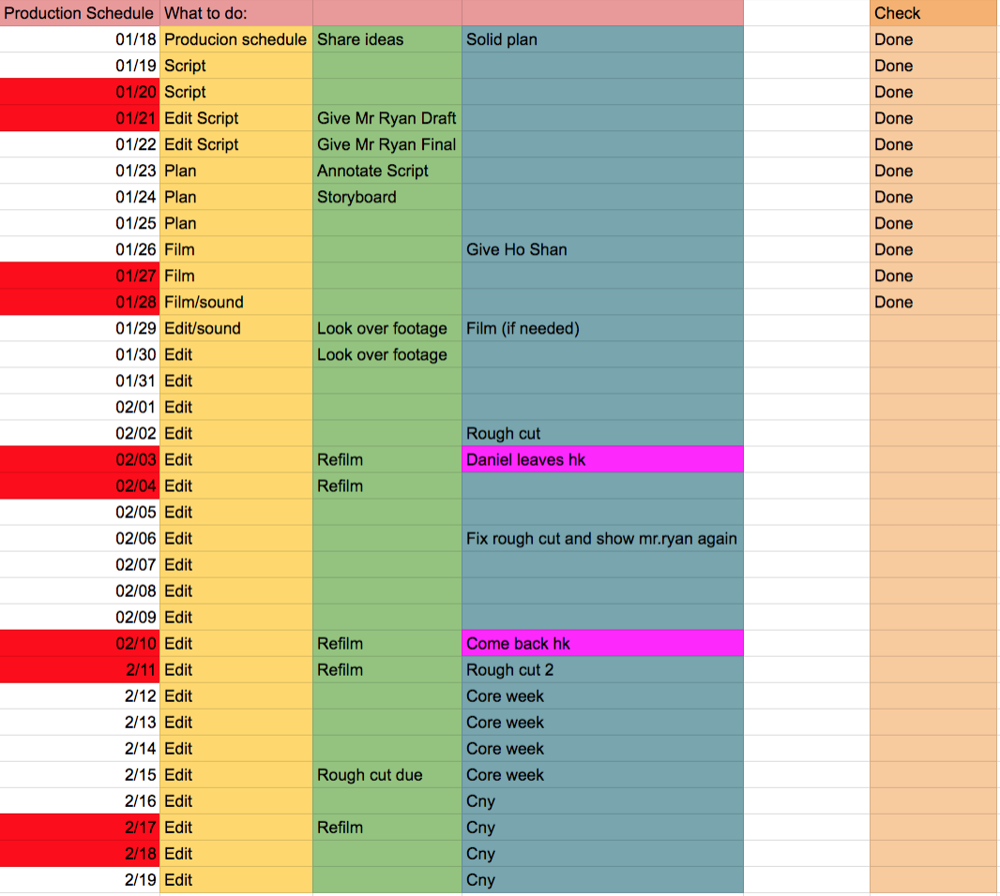 Production Schedule What to do: Check
01/18 Producion schedule Share ideas Solid plan Done
01/19 Script Done
01/20 Script Done
01/21 Edit Script Give Mr Ryan Draft Done
01/22 Edit Script Give Mr Ryan Final Done
01/23 Plan Annotate Script Done
01/24 Plan Storyboard Done
01/25 Plan Done
01/26 Film Give Ho Shan Done
01/27 Film Done
01/28 Film/sound Done
01/29 Edit/sound Look over footage Film (if needed)
01/30 Edit Look over footage
01/31 Edit
02/01 Edit
02/02 Edit Rough cut
02/03 Edit Refilm Daniel leaves hk
02/04 Edit Refilm
02/05 Edit
02/06 Edit Fix rough cut and show mr.ryan again
02/07 Edit
02/08 Edit
02/09 Edit
02/10 Edit Refilm Come back hk
2/11 Edit Refilm Rough cut 2
2/12 Edit Core week
2/13 Edit Core week
2/14 Edit Core week
2/15 Edit Rough cut due Core week
2/16 Edit Cny
2/17 Edit Refilm Cny
2/18 Edit Cny
2/19 Edit Cny